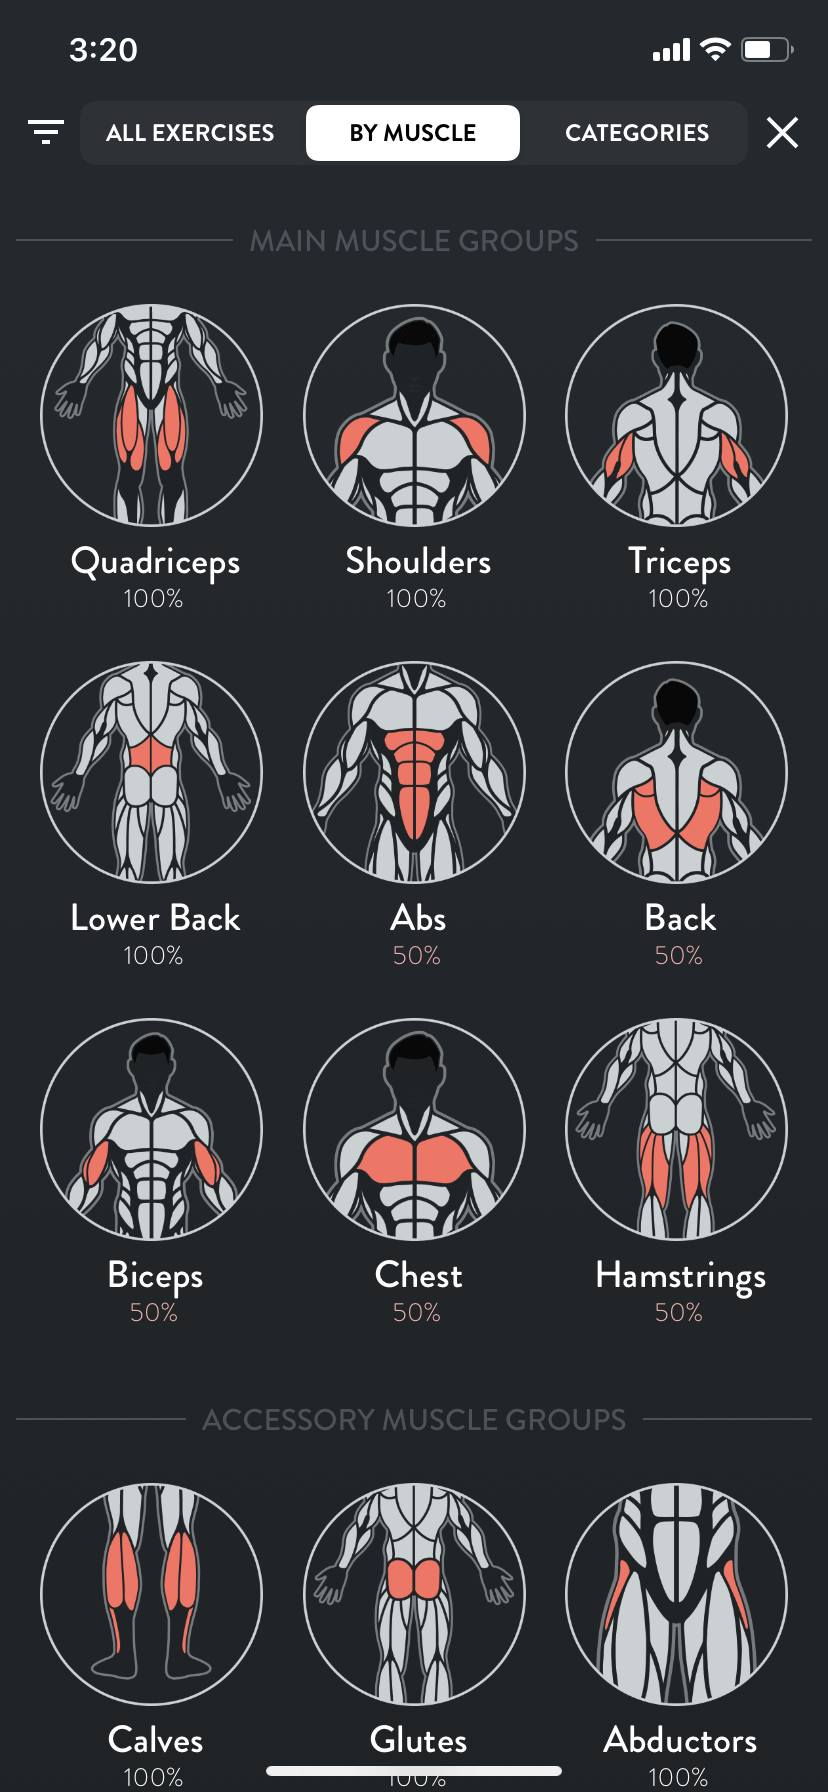 3:20
ALL EXERCISES BY MUSCLE CATEGORIES
MAIN MUSCLE GROUPS
Quadriceps Shoulders Triceps
100% 100% 100%
Lower Back Abs Back
100% 50% 50%
Biceps Chest Hamstrings
50% 50% 50%
ACCESSORY MUSCLE GROUPS
Calves Glutes Abductors
100% 100% 100%